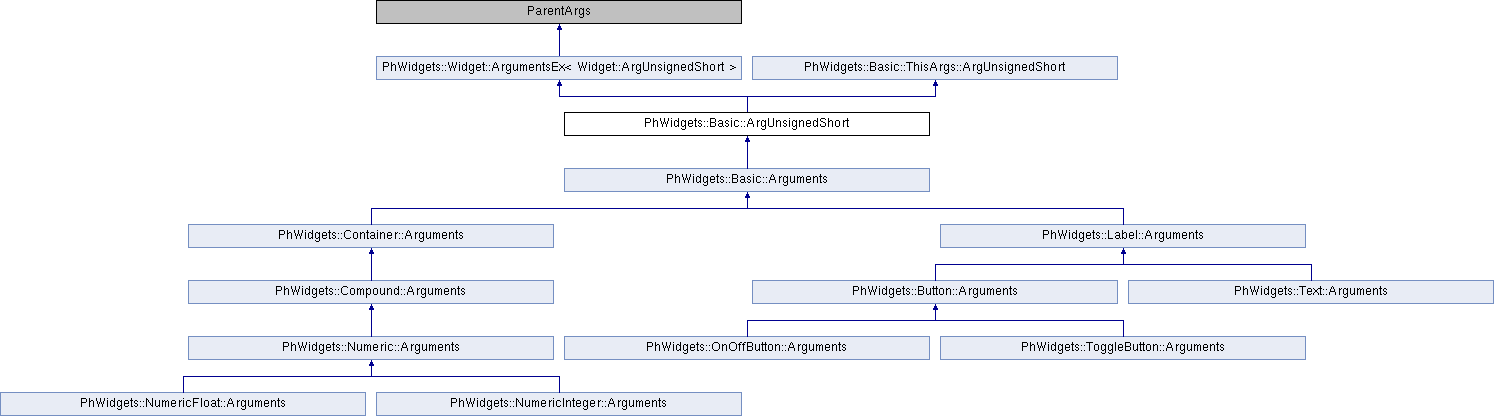 ParentArgs
PhWidgets::Widget::ArgumentsEx< Widget::ArgUnsignedShort >
PhWidgets::Basic::ThisArgs::ArgUnsignedShort
PhWidgets::Basic::ArgUnsignedShort
PhWidgets::Basic::Arguments
PhWidgets::Container::Arguments
PhWidgets::Label::Arguments
PhWidgets::Compound::Arguments
PhWidgets::Button::Arguments
PhWidgets::Text::Arguments
PhWidgets::Numeric::Arguments
PhWidgets::OnOffButton::Arguments
PhWidgets::ToggleButton::Arguments
PhWidgets::NumericFloat::Arguments
PhWidgets::NumericInteger::Arguments